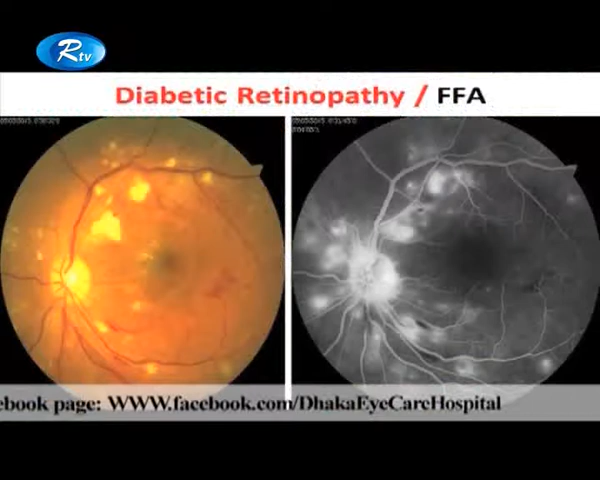 Rtv
Diabetic Retinopathy / FFA
ebook page: WWW.facebook.com/DhakaEyeCareHospital